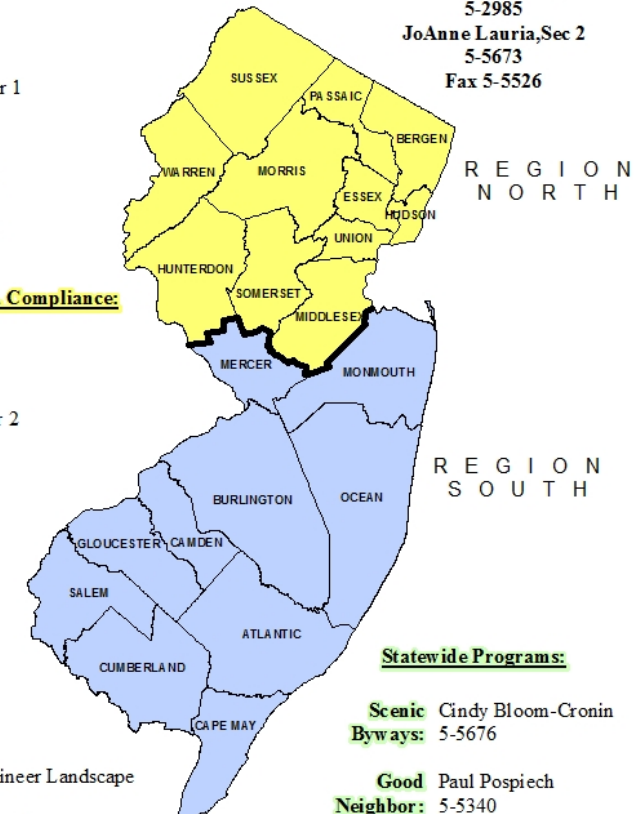 5-2985
JoAnne Lauria,Sec 2
5-5673
Fax 5-5526
r 1
SUSSEX
PASSAIC
BERGEN
WARREN
MORRIS
ESSEX
HUDSON
UNION
REGION
NORTH
HUNTERDON
SOMERSET
MIDDLESEX
Compliance:
MERCER
MONMOUTH
r 2
REGION
SOUTH
BURLINGTON
OCEAN
GLOUCESTER
CAMDEN
SALEM
ATLANTIC
CUMBERLAND
CAPE MAY
Statewide Programs:
Scenic Cindy Bloom-Cronin
Byways: 5-5676
ineer Landscape
Good Paul Pospiech
Neighbor: 5-5340